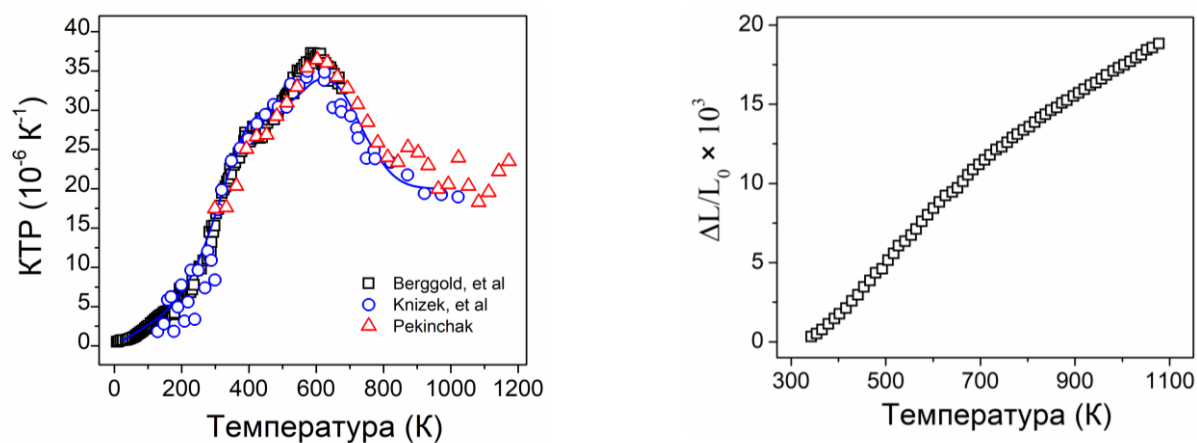 40
35
30
25
20
15
10
5
0
КТР (10⁻⁶ К⁻¹)
Berggold, et al
Knizek, et al
Pekinchak
0 200 400 600 800 1000 1200
Температура (К)
20
15
10
5
0
ΔL/L₀ × 10³
300 500 700 900 1100
Температура (К)